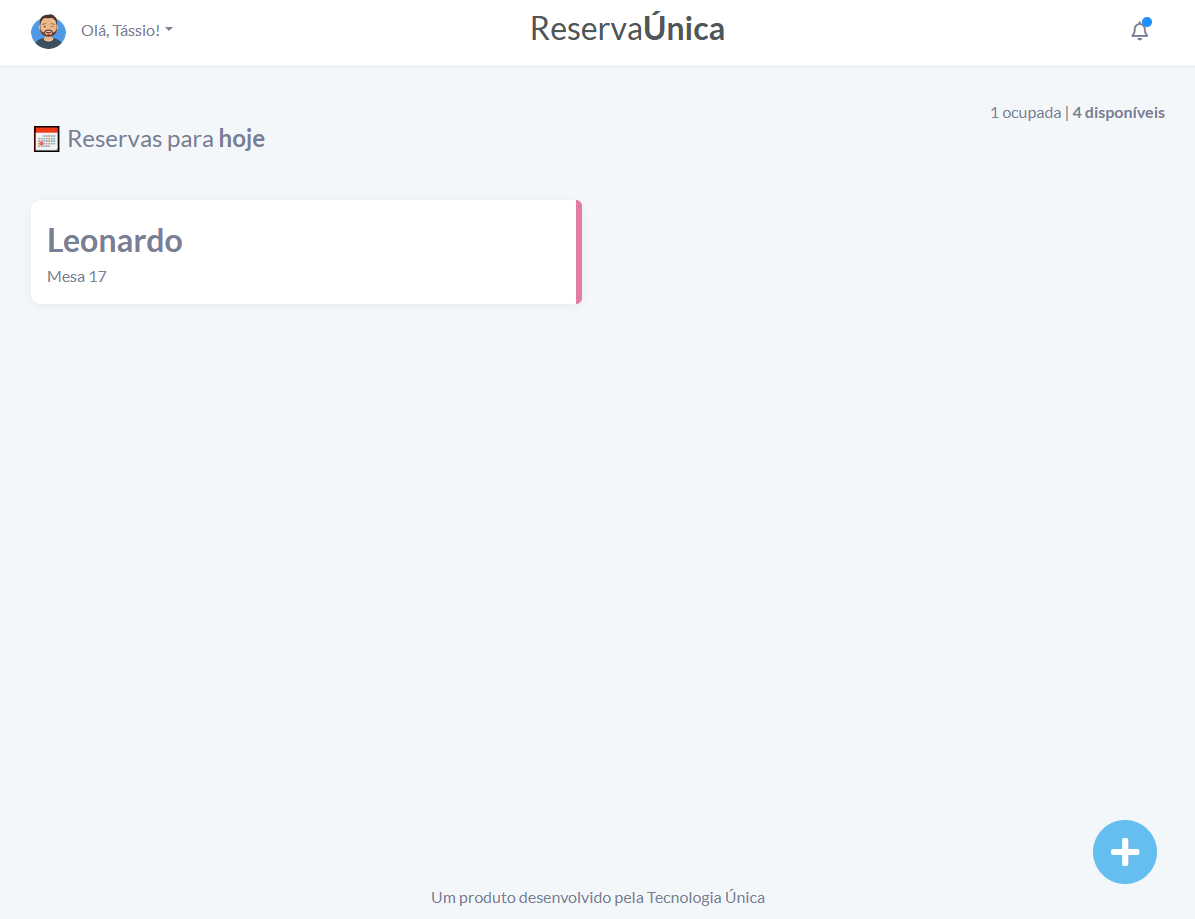 Olá, Tássio!
ReservaÚnica
1 ocupada | 4 disponíveis
Reservas para hoje
Leonardo
Mesa 17
Um produto desenvolvido pela Tecnologia Única